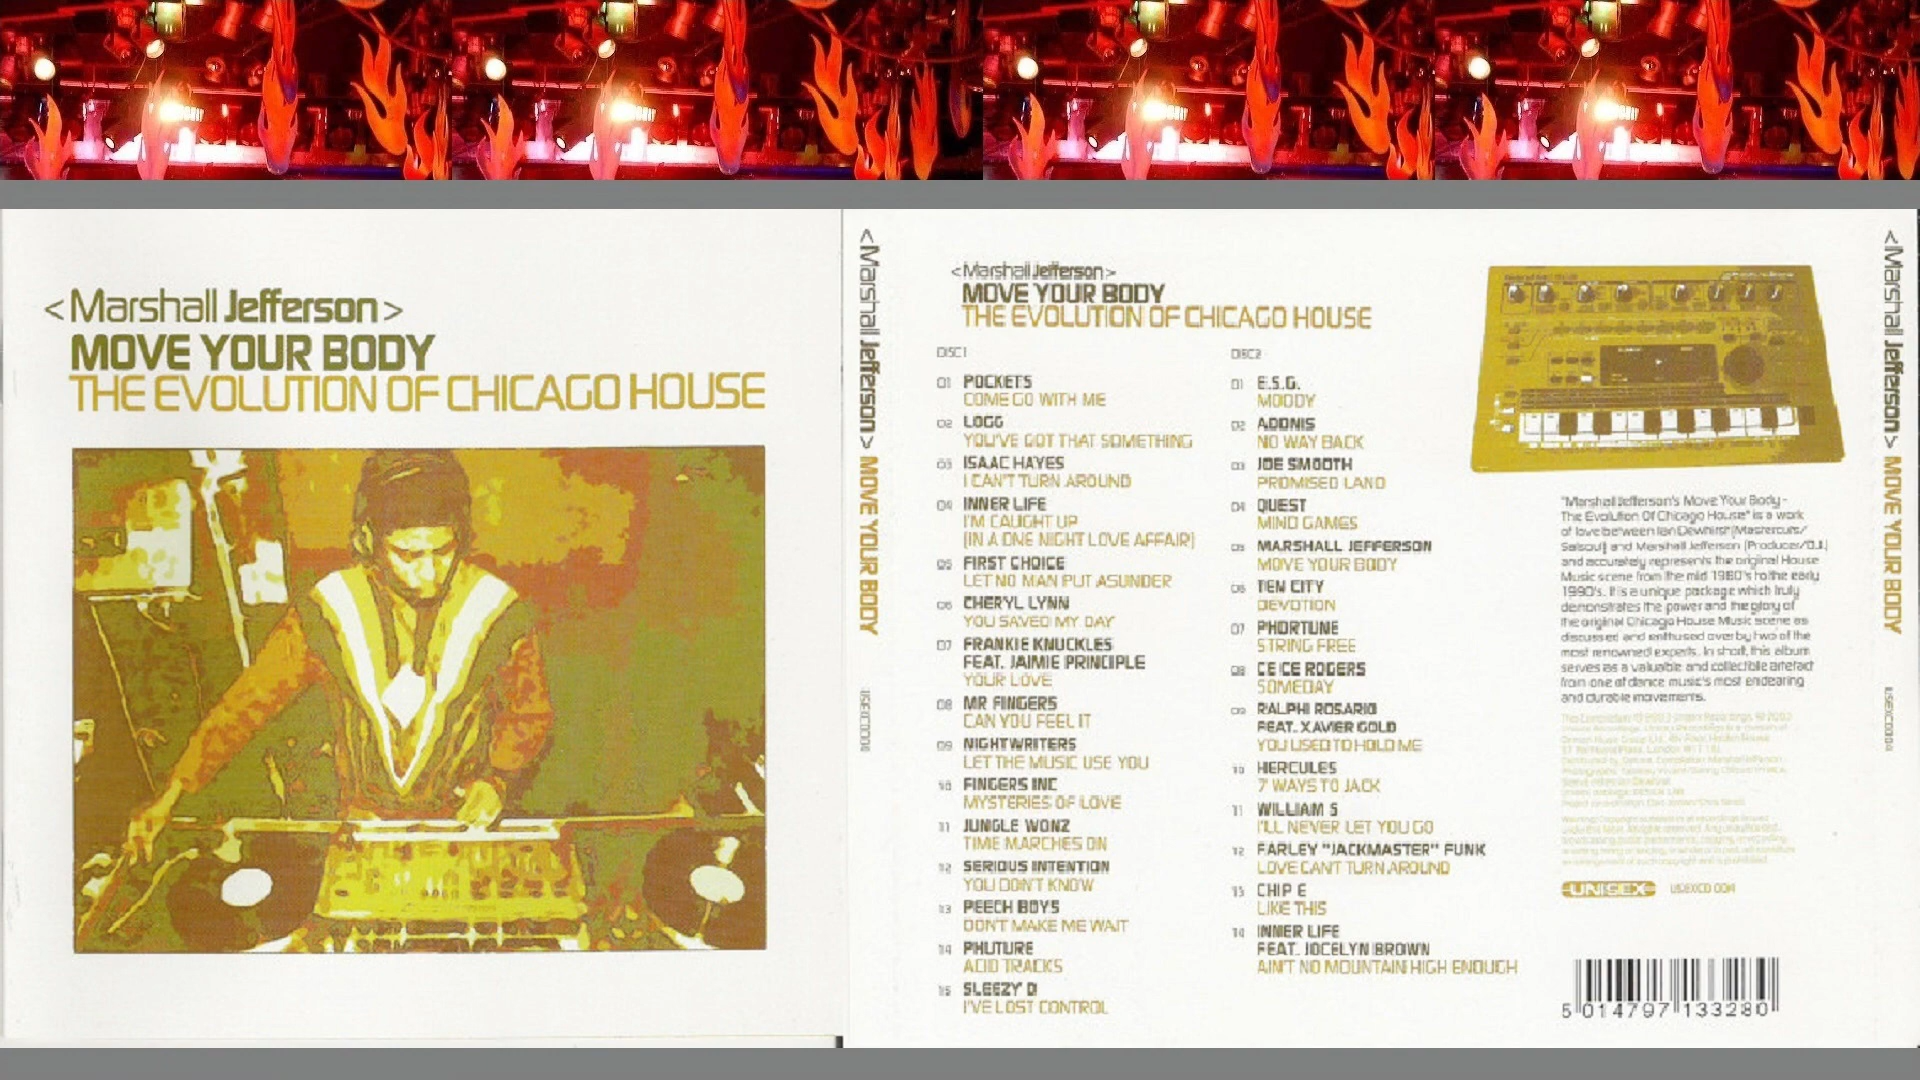 <Marshall Jefferson>
MOVE YOUR BODY
THE EVOLUTION OF CHICAGO HOUSE
<Marshall Jefferson> MOVE YOUR BODY
USEXCD004
<Marshall Jefferson>
MOVE YOUR BODY
THE EVOLUTION OF CHICAGO HOUSE
DISC1
01 POCKETS
COME GO WITH ME
02 LOGG
YOU'VE GOT THAT SOMETHING
03 ISAAC HAYES
I CAN'T TURN AROUND
04 INNER LIFE
I'M CAUGHT UP
(IN A ONE NIGHT LOVE AFFAIR)
05 FIRST CHOICE
LET NO MAN PUT ASUNDER
06 CHERYL LYNN
YOU SAVED MY DAY
07 FRANKIE KNUCKLES
FEAT. JAIMIE PRINCIPLE
YOUR LOVE
08 MR FINGERS
CAN YOU FEEL IT
09 NIGHTWRITERS
LET THE MUSIC USE YOU
10 FINGERS INC
MYSTERIES OF LOVE
11 JUNGLE WONZ
TIME MARCHES ON
12 SERIOUS INTENTION
YOU DON'T KNOW
13 PEECH BOYS
DON'T MAKE ME WAIT
14 PHUTURE
ACID TRACKS
15 SLEEZY D
I'VE LOST CONTROL
DISC2
01 E.S.G.
MOODY
02 ADONIS
NO WAY BACK
03 JOE SMOOTH
PROMISED LAND
04 QUEST
MIND GAMES
05 MARSHALL JEFFERSON
MOVE YOUR BODY
06 TEN CITY
DEVOTION
07 PHORTUNE
STRING FREE
08 CE CE ROGERS
SOMEDAY
09 RALPHI ROSARIO
FEAT. XAVIER GOLD
YOU USED TO HOLD ME
10 HERCULES
7 WAYS TO JACK
11 WILLIAM S
I'LL NEVER LET YOU GO
12 FARLEY "JACKMASTER" FUNK
LOVE CAN'T TURN AROUND
13 CHIP E
LIKE THIS
14 INNER LIFE
FEAT. JOCELYN BROWN
AIN'T NO MOUNTAIN HIGH ENOUGH
"Marshall Jefferson's Move Your Body -
The Evolution Of Chicago House" is a work
of love between Ian Dewhirst (Mastercuts/
Salsoul) and Marshall Jefferson (Producer/DJ)
and accurately represents the original House
Music scene from the mid 1980's to the early
1990's. It is a unique package which truly
demonstrates the power and the glory of
the original Chicago House Music scene as
discussed and enthused over by two of the
most renowned experts. In short, this album
serves as a valuable and collectible artefact
from one of dance music's most endearing
and durable movements.
UNISEX USEXCD 004
5 014797 133280
<Marshall Jefferson> MOVE YOUR BODY
USEXCD004